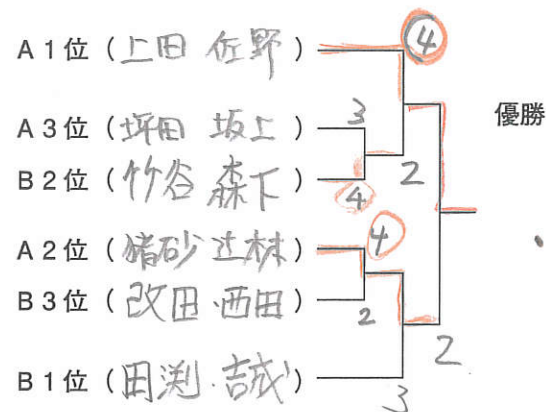 A1位（上田 佐野）
④
優勝
A3位（坪田 坂上）
3
B2位（竹谷 森下）
④
2
A2位（猪砂 辻林）
④
B3位（改田・西田）
2
2
B1位（田渕・吉成）
3